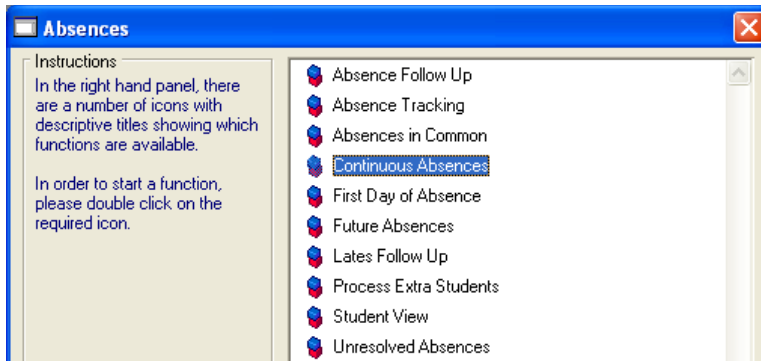 Absences
Instructions
In the right hand panel, there
are a number of icons with
descriptive titles showing which
functions are available.
In order to start a function,
please double click on the
required icon.
Absence Follow Up
Absence Tracking
Absences in Common
Continuous Absences
First Day of Absence
Future Absences
Lates Follow Up
Process Extra Students
Student View
Unresolved Absences